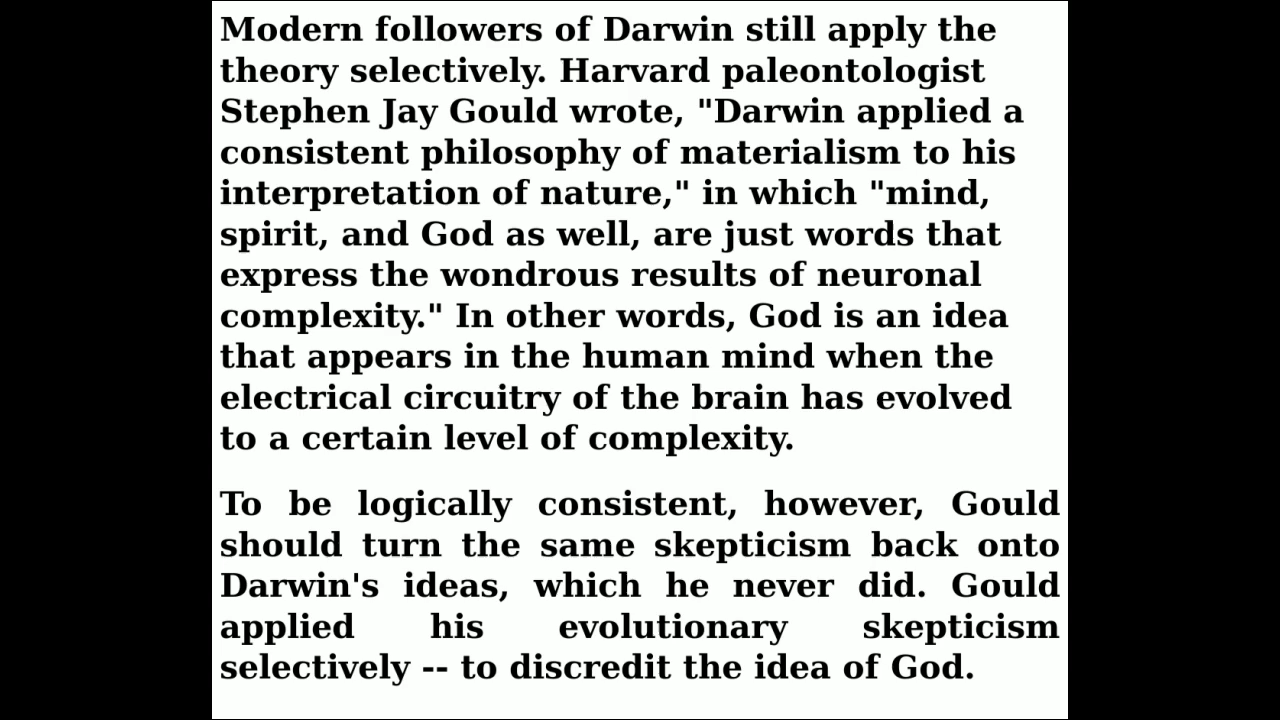 Modern followers of Darwin still apply the
theory selectively. Harvard paleontologist
Stephen Jay Gould wrote, "Darwin applied a
consistent philosophy of materialism to his
interpretation of nature," in which "mind,
spirit, and God as well, are just words that
express the wondrous results of neuronal
complexity." In other words, God is an idea
that appears in the human mind when the
electrical circuitry of the brain has evolved
to a certain level of complexity.
To be logically consistent, however, Gould
should turn the same skepticism back onto
Darwin's ideas, which he never did. Gould
applied his evolutionary skepticism
selectively -- to discredit the idea of God.